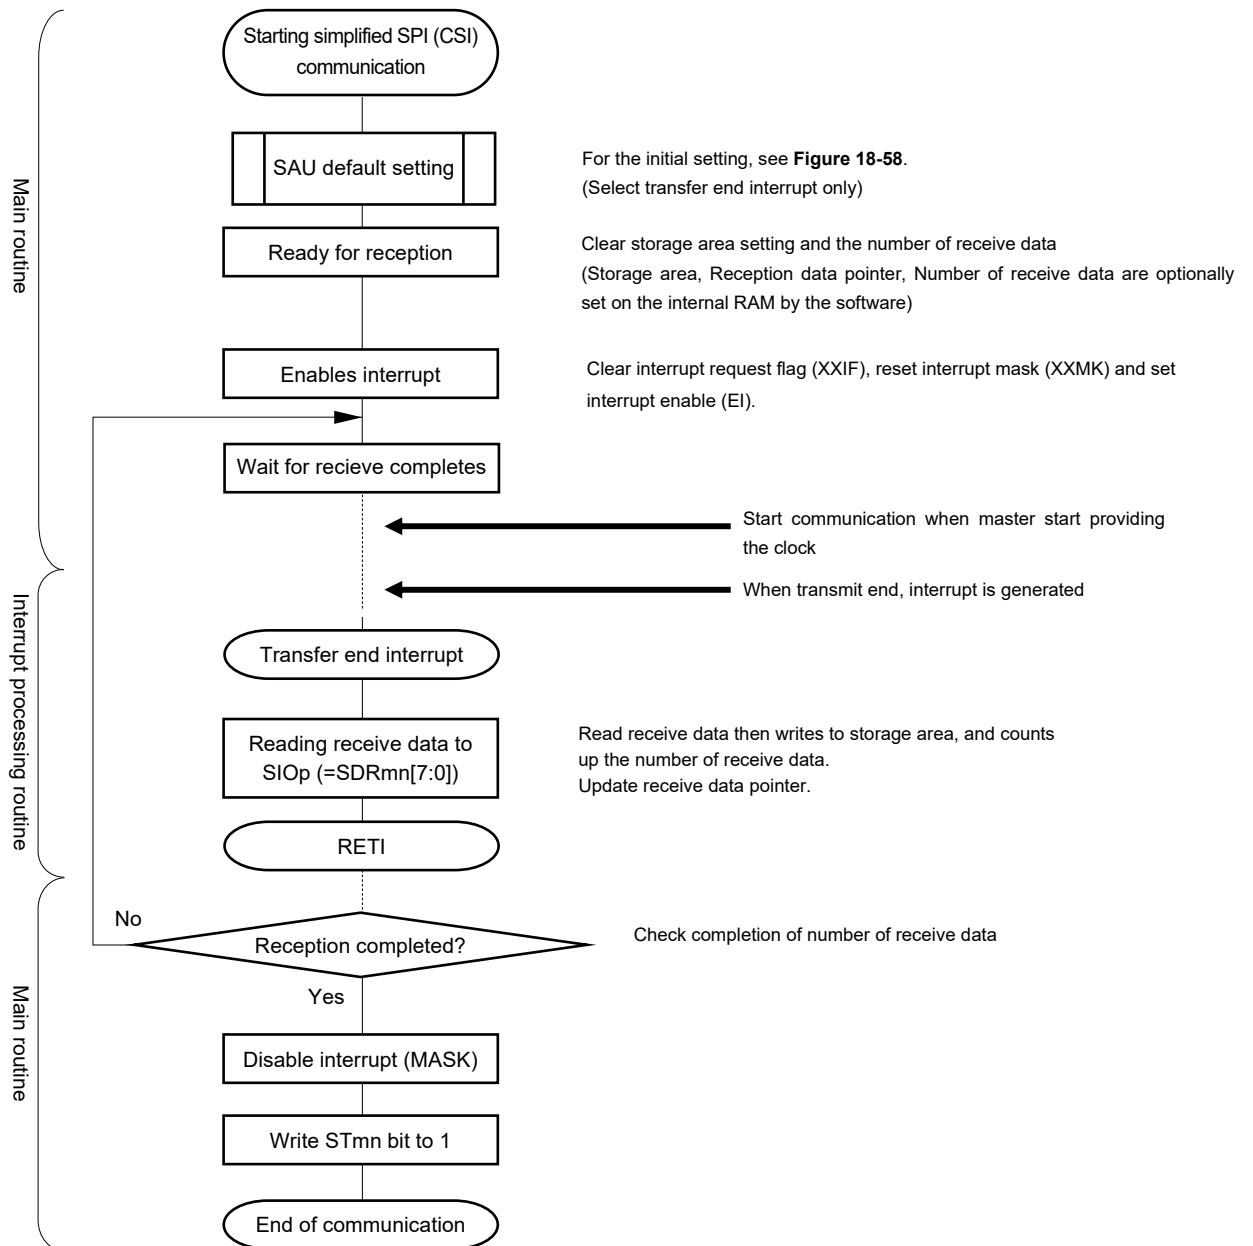 Starting simplified SPI (CSI)
communication
SAU default setting
For the initial setting, see Figure 18-58.
(Select transfer end interrupt only)
Main routine
Ready for reception
Clear storage area setting and the number of receive data
(Storage area, Reception data pointer, Number of receive data are optionally
set on the internal RAM by the software)
Enables interrupt
Clear interrupt request flag (XXIF), reset interrupt mask (XXMK) and set
interrupt enable (EI).
Wait for recieve completes
Start communication when master start providing
the clock
When transmit end, interrupt is generated
Interrupt processing routine
Transfer end interrupt
Reading receive data to
SIOp (=SDRmn[7:0])
Read receive data then writes to storage area, and counts
up the number of receive data.
Update receive data pointer.
RETI
No
Reception completed?
Check completion of number of receive data
Yes
Main routine
Disable interrupt (MASK)
Write STmn bit to 1
End of communication